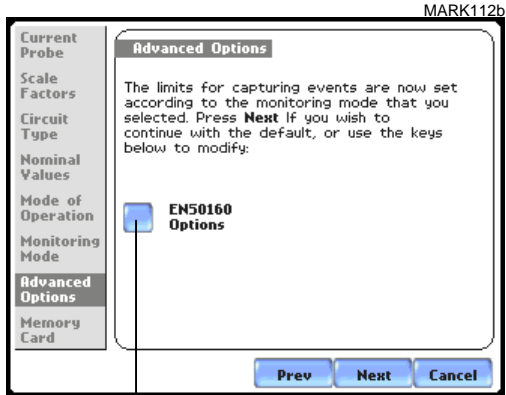 MARK112b
Current
Probe
Scale
Factors
Circuit
Type
Nominal
Values
Mode of
Operation
Monitoring
Mode
Advanced
Options
Memory
Card
Advanced Options
The limits for capturing events are now set
according to the monitoring mode that you
selected. Press Next If you wish to
continue with the default, or use the keys
below to modify:
EN50160
Options
Prev
Next
Cancel